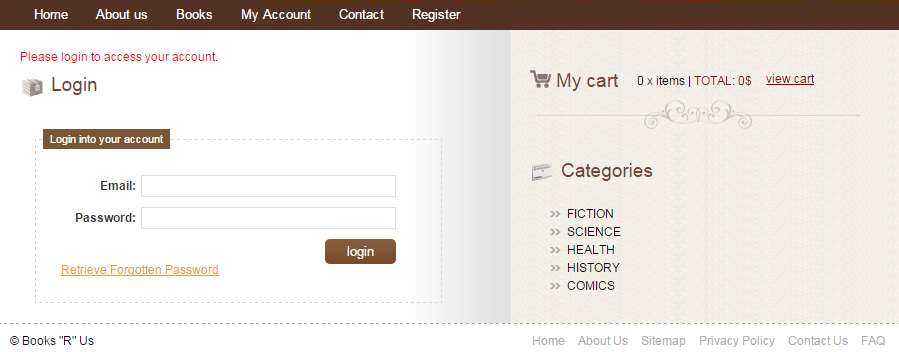 Home About us Books My Account Contact Register
Please login to access your account.
Login
Login into your account
Email:
Password:
login
Retrieve Forgotten Password
My cart 0 x items | TOTAL: 0$ view cart
Categories
FICTION
SCIENCE
HEALTH
HISTORY
COMICS
© Books "R" Us Home About Us Sitemap Privacy Policy Contact Us FAQ